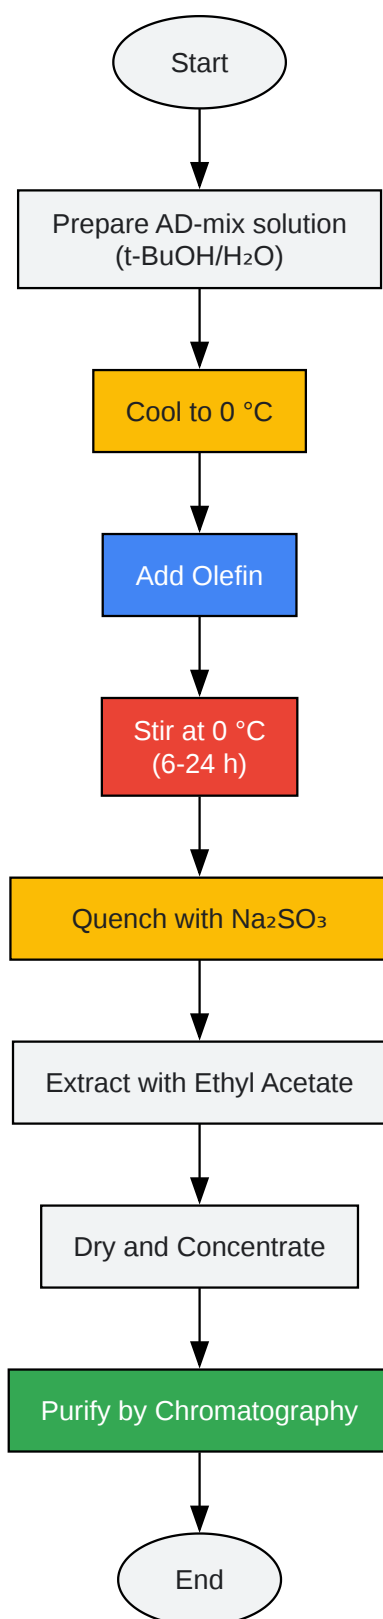 Start
Prepare AD-mix solution
(t-BuOH/H₂O)
Cool to 0 °C
Add Olefin
Stir at 0 °C
(6-24 h)
Quench with Na₂SO₃
Extract with Ethyl Acetate
Dry and Concentrate
Purify by Chromatography
End